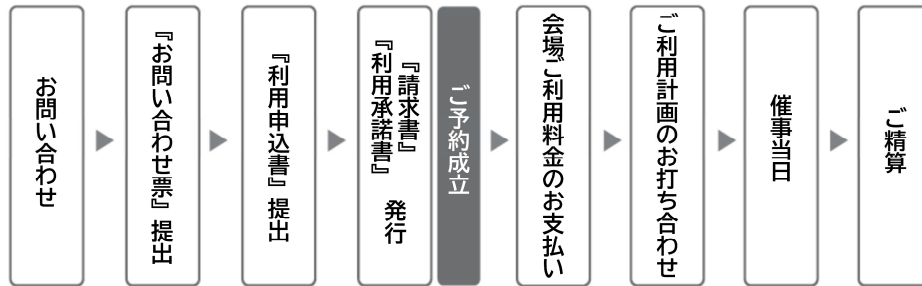 お問い合わせ
『お問い合わせ票』提出
『利用申込書』提出
『請求書』
『利用承諾書』
発行
ご予約成立
会場ご利用料金のお支払い
ご利用計画のお打ち合わせ
催事当日
ご精算